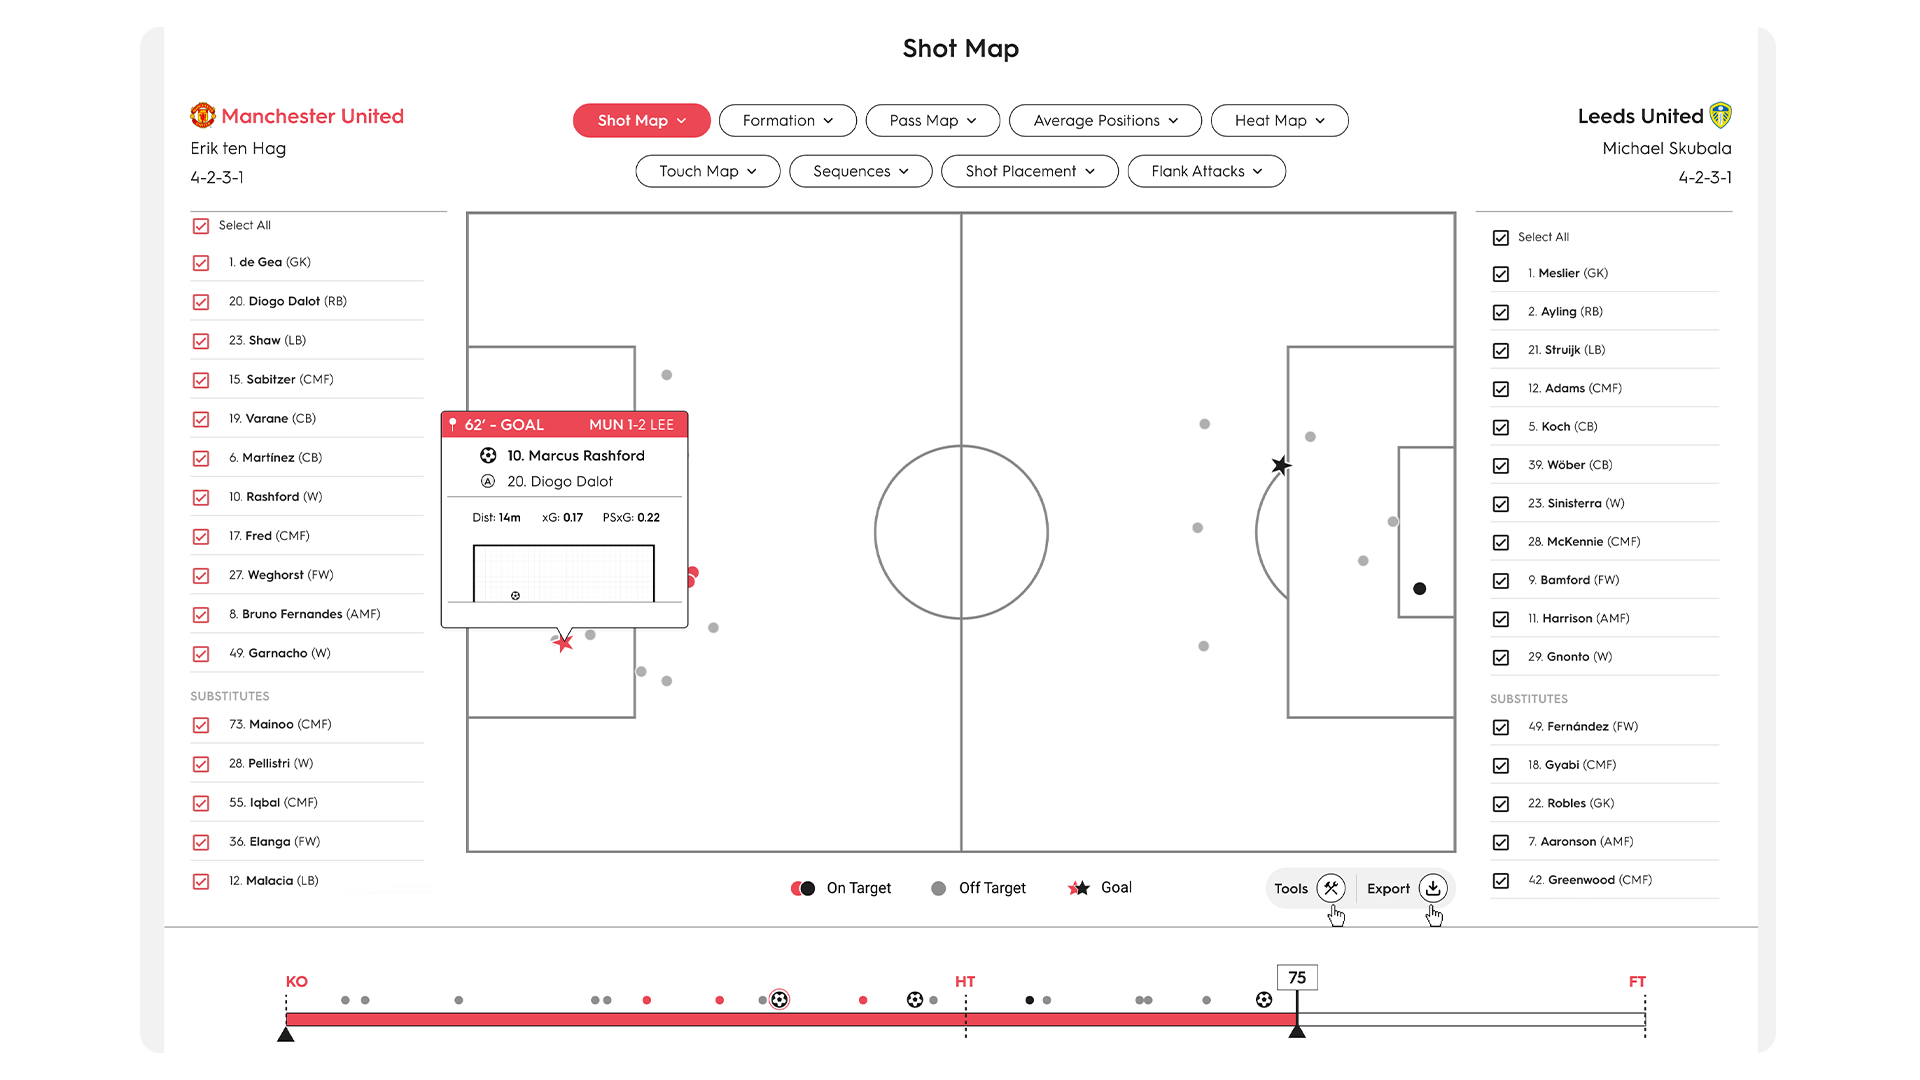 Shot Map
Manchester United
Erik ten Hag
4-2-3-1
Shot Map
Formation
Pass Map
Average Positions
Heat Map
Touch Map
Sequences
Shot Placement
Flank Attacks
Leeds United
Michael Skubala
4-2-3-1
Select All
1. de Gea (GK)
20. Diogo Dalot (RB)
23. Shaw (LB)
15. Sabitzer (CMF)
19. Varane (CB)
6. Martínez (CB)
10. Rashford (W)
17. Fred (CMF)
27. Weghorst (FW)
8. Bruno Fernandes (AMF)
49. Garnacho (W)
SUBSTITUTES
73. Mainoo (CMF)
28. Pellistri (W)
55. Iqbal (CMF)
36. Elanga (FW)
12. Malacia (LB)
62’ - GOAL MUN 1-2 LEE
10. Marcus Rashford
A 20. Diogo Dalot
Dist: 14m xG: 0.17 PSxG: 0.22
Select All
1. Meslier (GK)
2. Ayling (RB)
21. Struijk (LB)
12. Adams (CMF)
5. Koch (CB)
39. Wöber (CB)
23. Sinisterra (W)
28. McKennie (CMF)
9. Bamford (FW)
11. Harrison (AMF)
29. Gnonto (W)
SUBSTITUTES
49. Fernández (FW)
18. Gyabi (CMF)
22. Robles (GK)
7. Aaronson (AMF)
42. Greenwood (CMF)
On Target
Off Target
Goal
Tools
Export
KO
HT
75
FT